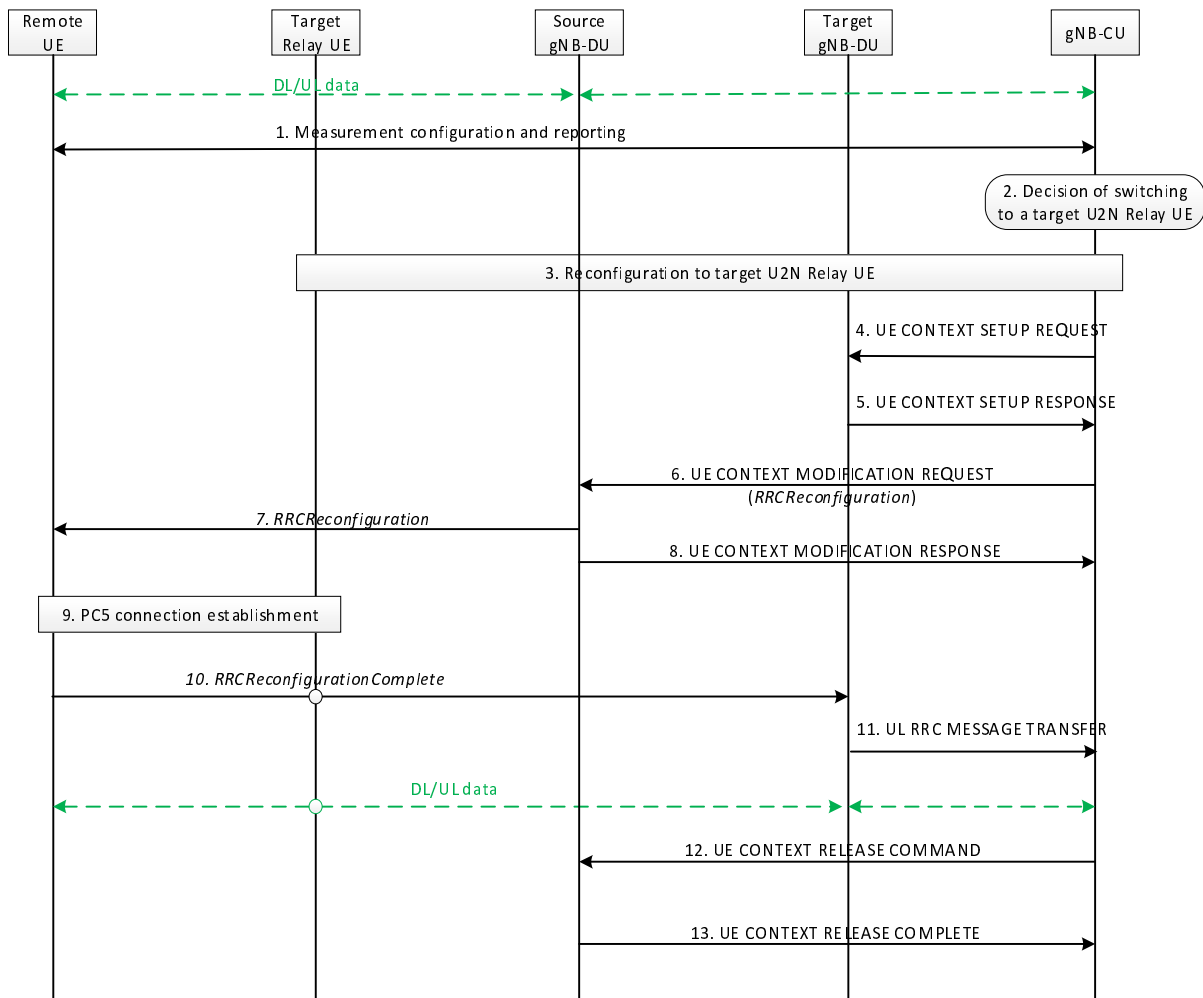 Remote
UE
Target
Relay UE
Source
gNB-DU
Target
gNB-DU
gNB-CU
DL/UL data
1. Measurement configuration and reporting
2. Decision of switching
to a target U2N Relay UE
3. Reconfiguration to target U2N Relay UE
4. UE CONTEXT SETUP REQUEST
5. UE CONTEXT SETUP RESPONSE
6. UE CONTEXT MODIFICATION REQUEST
(RRCReconfiguration)
7. RRCReconfiguration
8. UE CONTEXT MODIFICATION RESPONSE
9. PC5 connection establishment
10. RRCReconfigurationComplete
11. UL RRC MESSAGE TRANSFER
DL/UL data
12. UE CONTEXT RELEASE COMMAND
13. UE CONTEXT RELEASE COMPLETE